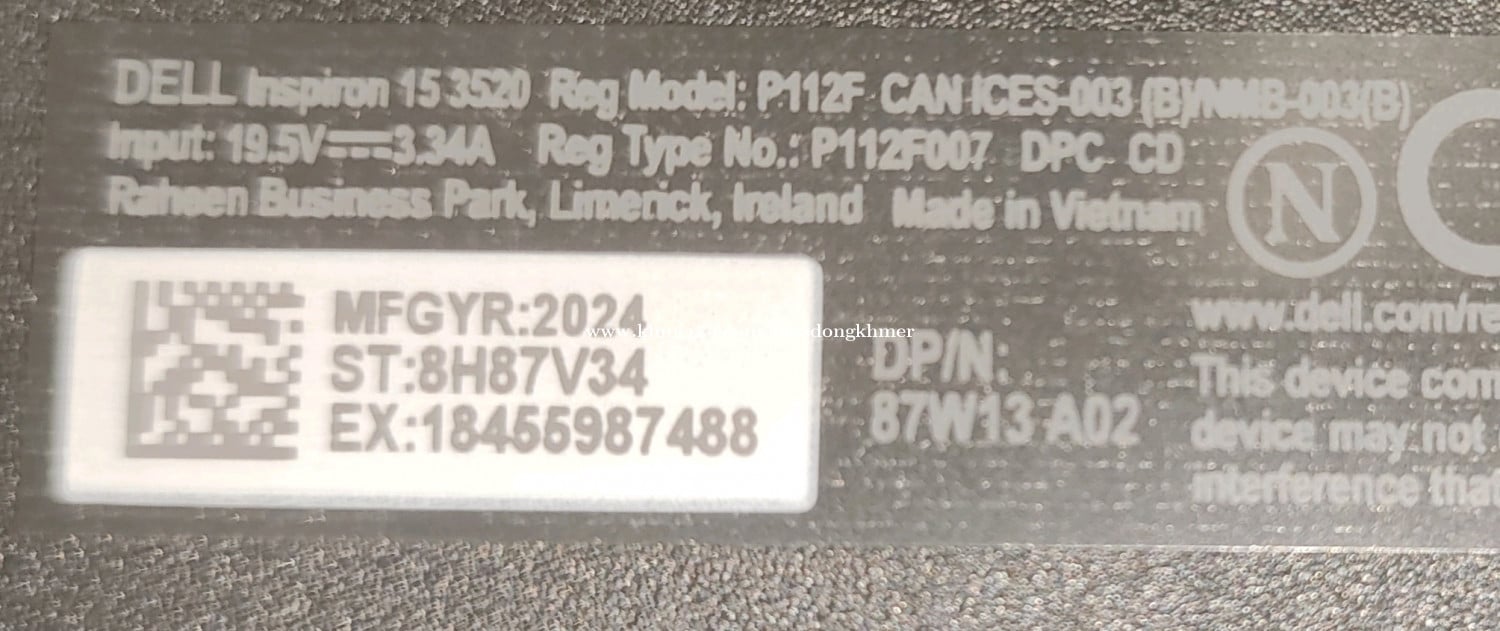 DELL Inspiron 15 3520 Reg Model: P112F CAN ICES-003 (B)/NMB-003(B)
Input: 19.5V⎓3.34A Reg Type No.: P112F007 DPC CD
Raheen Business Park, Limerick, Ireland Made in Vietnam
N
MFGYR:2024
ST:8H87V34
EX:18455987488
DP/N:
87W13 A02
www.dell.com/re
This device com
device may not
interference that